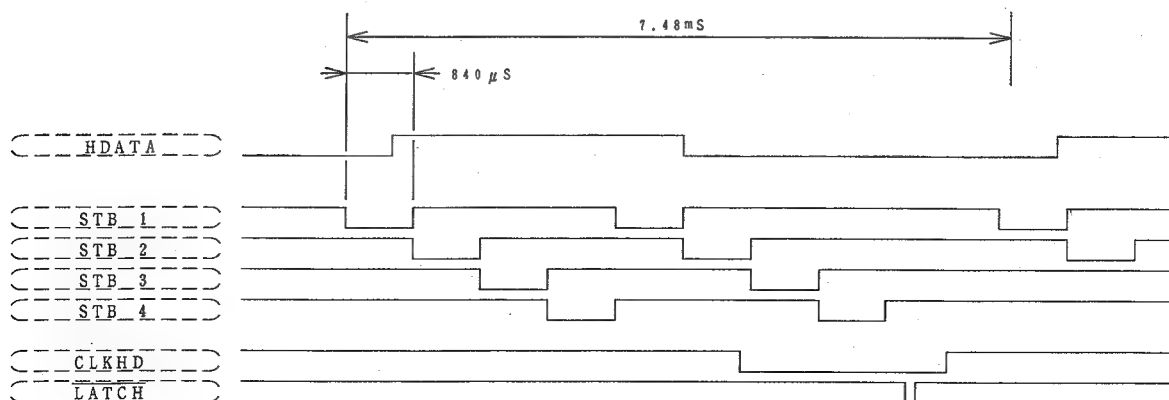 7.48mS
840μS
HDATA
STB_1
STB_2
STB_3
STB_4
CLKHD
LATCH